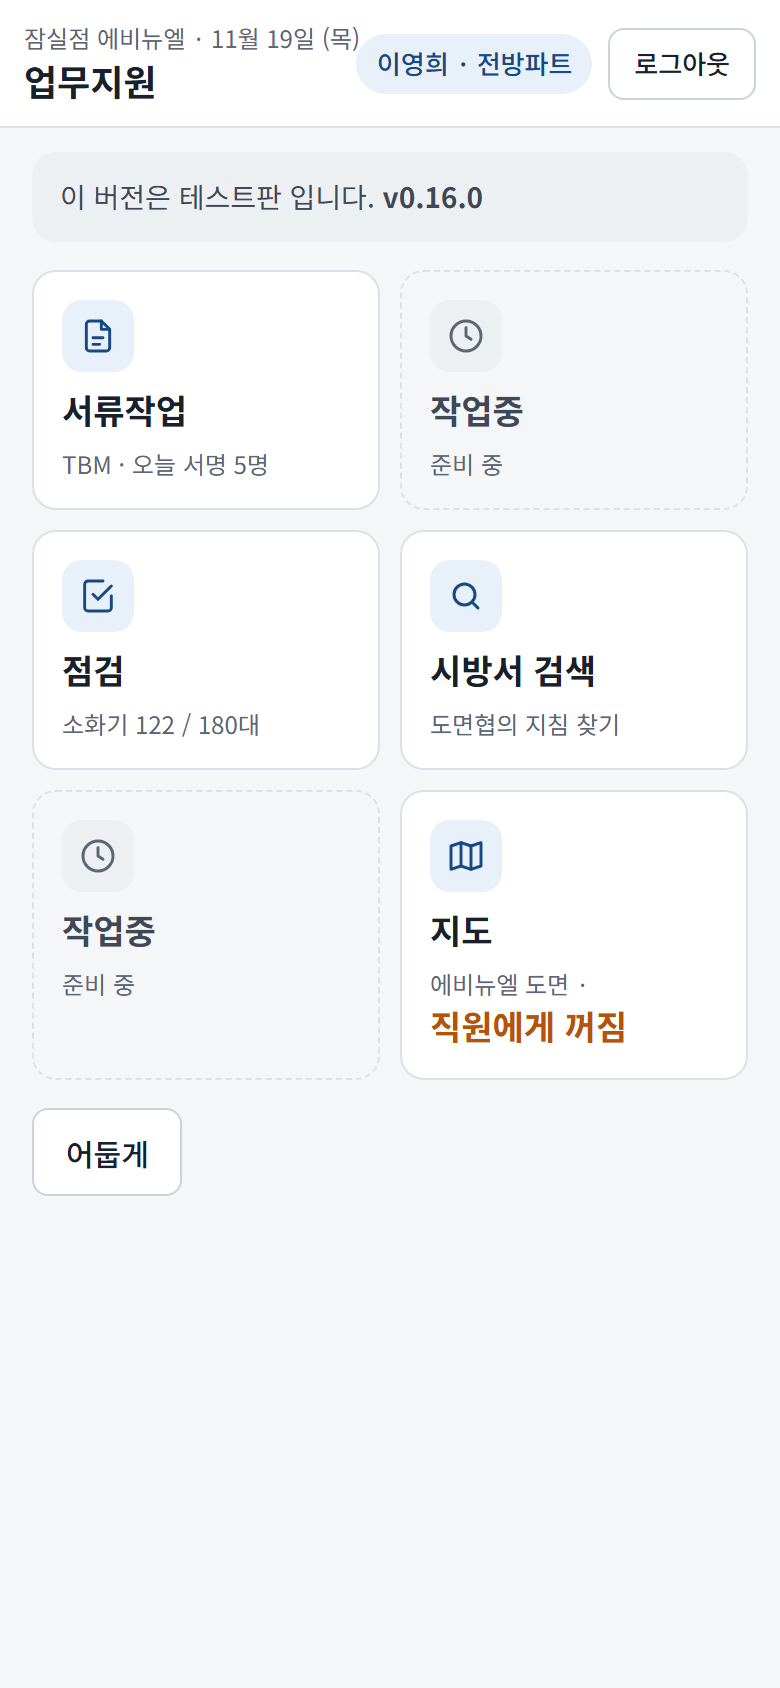 잠실점 에비뉴엘 · 11월 19일 (목)
업무지원
이영희 · 전방파트
로그아웃
이 버전은 테스트판 입니다. v0.16.0
서류작업
TBM · 오늘 서명 5명
작업중
준비 중
점검
소화기 122 / 180대
시방서 검색
도면협의 지침 찾기
작업중
준비 중
지도
에비뉴엘 도면 ·
직원에게 꺼짐
어둡게